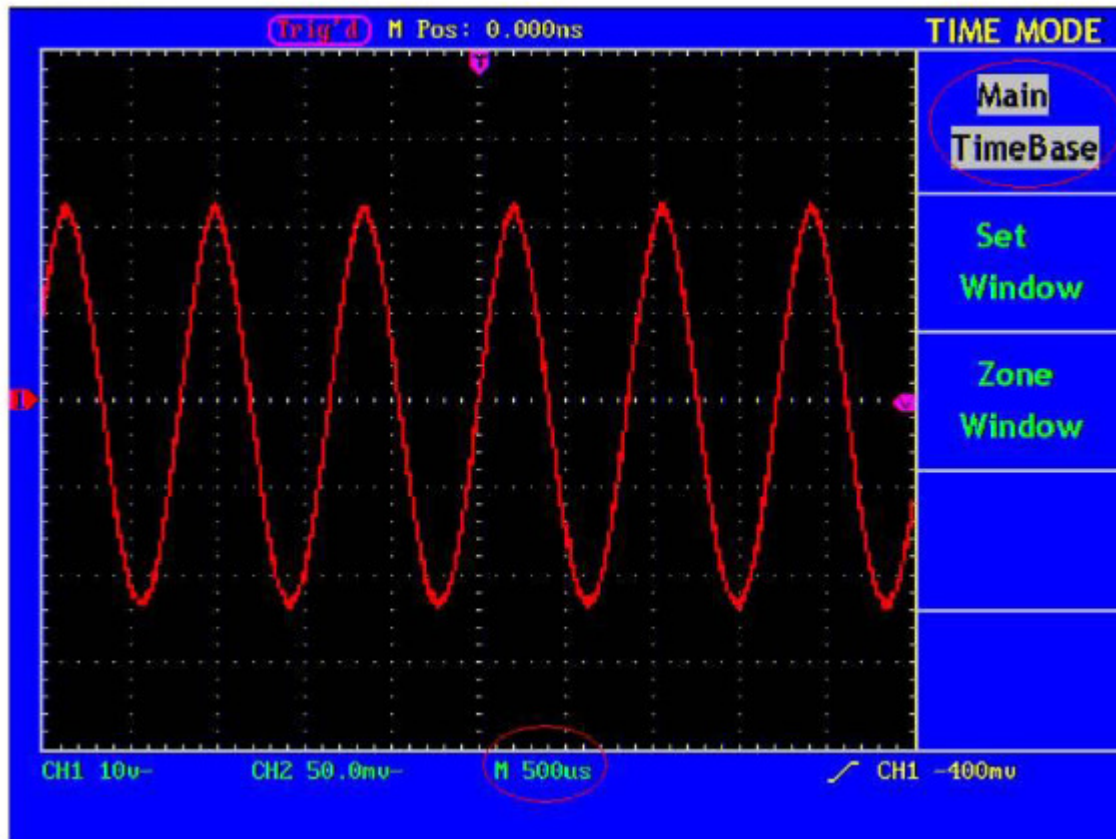 Trig'd M Pos: 0.000ns
TIME MODE
Main
TimeBase
Set
Window
Zone
Window
T
1
CH1 10v-
CH2 50.0mv-
M 500us
CH1 -400mv